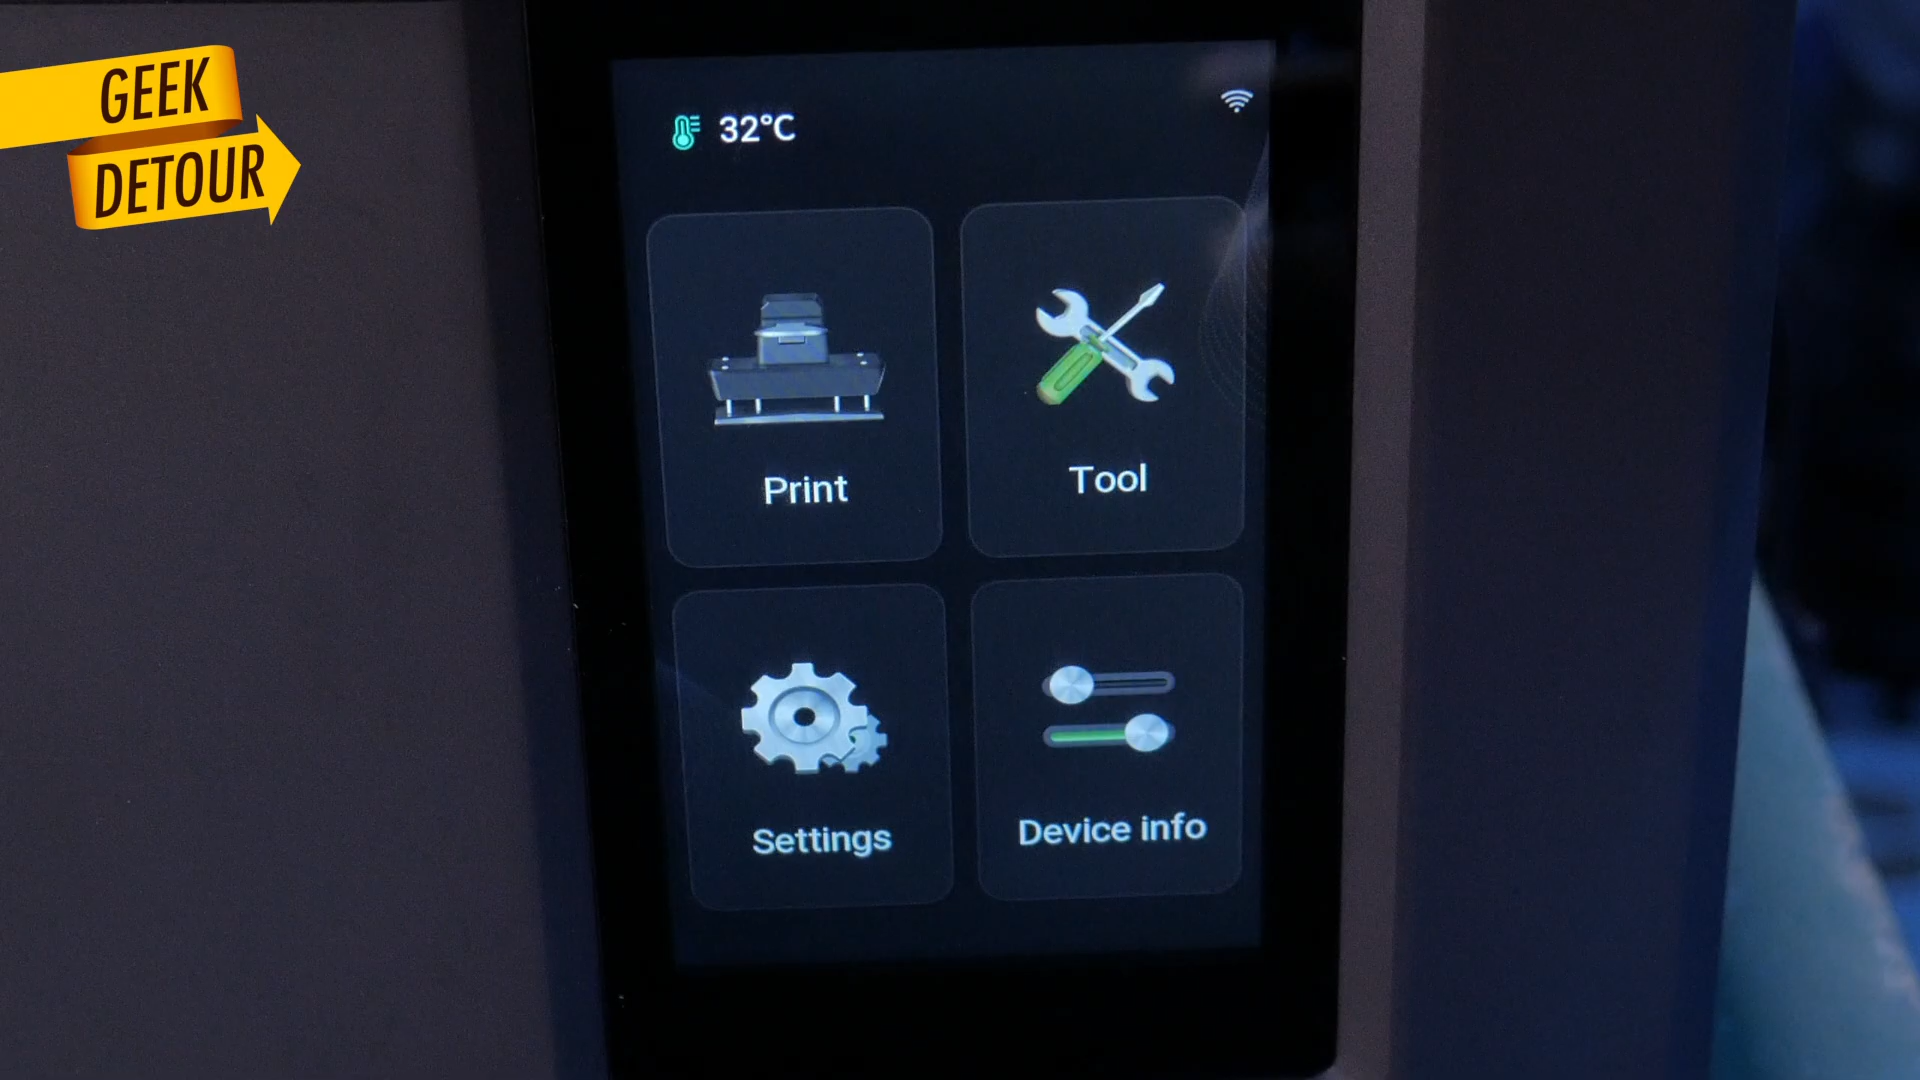 GEEK
DETOUR
32°C
Print
Tool
Settings
Device info